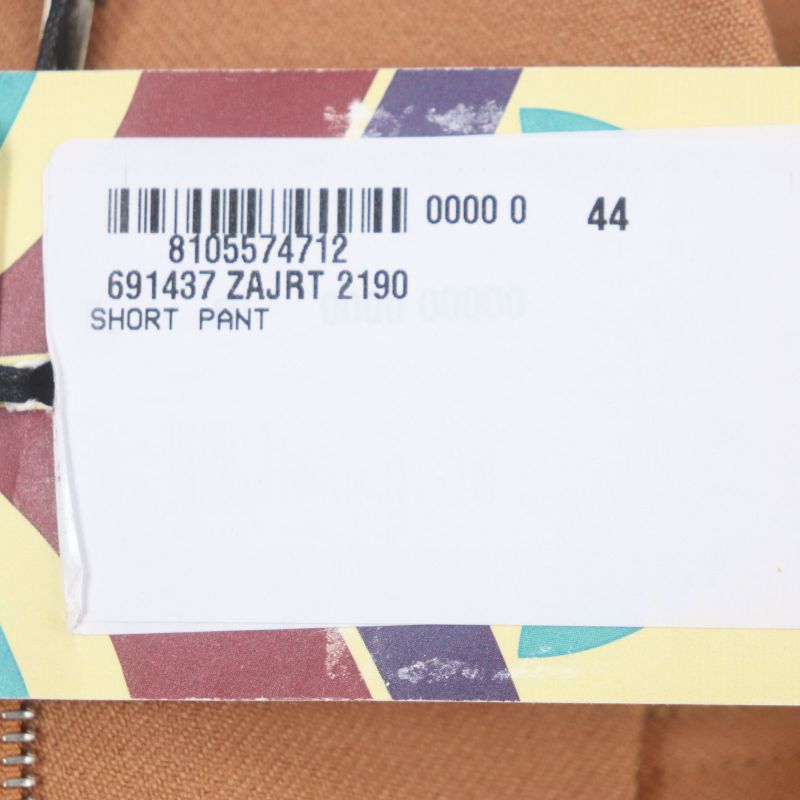 0000 0 44
8105574712
691437 ZAJRT 2190
SHORT PANT